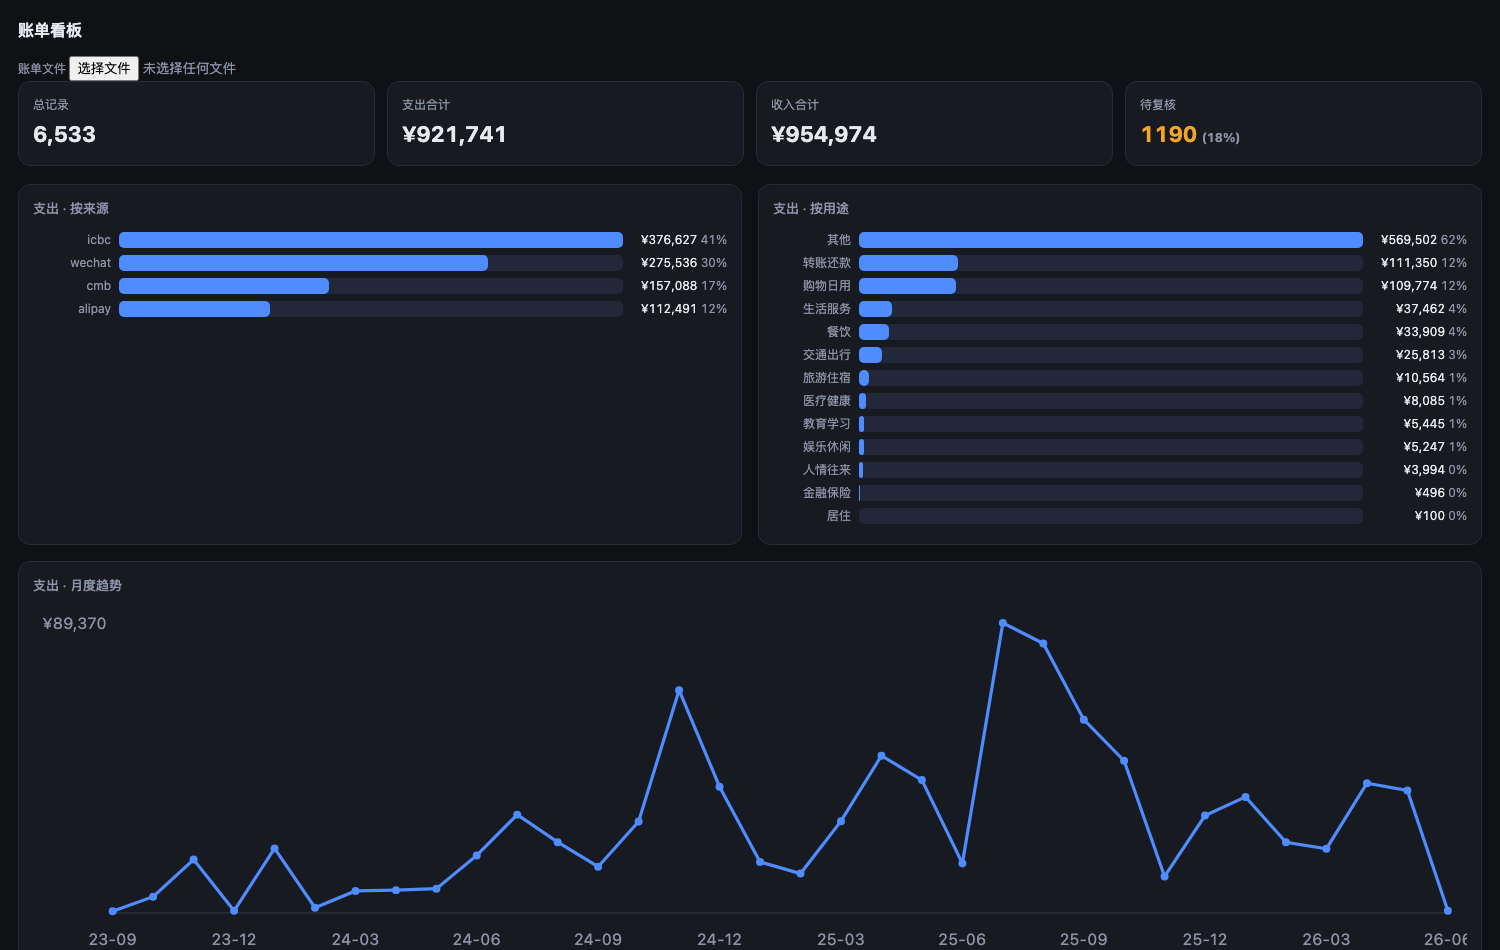 账单看板
账单文件 选择文件 未选择任何文件
总记录
6,533
支出合计
¥921,741
收入合计
¥954,974
待复核
1190 (18%)
支出 · 按来源
icbc ¥376,627 41%
wechat ¥275,536 30%
cmb ¥157,088 17%
alipay ¥112,491 12%
支出 · 按用途
其他 ¥569,502 62%
转账还款 ¥111,350 12%
购物日用 ¥109,774 12%
生活服务 ¥37,462 4%
餐饮 ¥33,909 4%
交通出行 ¥25,813 3%
旅游住宿 ¥10,564 1%
医疗健康 ¥8,085 1%
教育学习 ¥5,445 1%
娱乐休闲 ¥5,247 1%
人情往来 ¥3,994 0%
金融保险 ¥496 0%
居住 ¥100 0%
支出 · 月度趋势
¥89,370
23-09 23-12 24-03 24-06 24-09 24-12 25-03 25-06 25-09 25-12 26-03 26-06